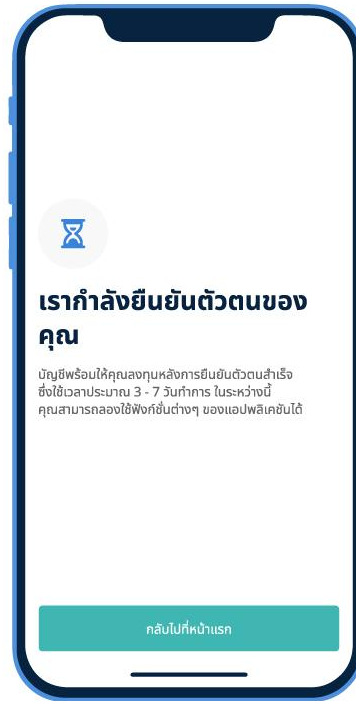 เรากำลังยืนยันตัวตนของ
คุณ
บัญชีพร้อมให้คุณลงทุนหลังการยืนยันตัวตนสำเร็จ
ซึ่งใช้เวลาประมาณ 3 - 7 วันทำการ ในระหว่างนี้
คุณสามารถลองใช้ฟังก์ชั่นต่างๆ ของแอปพลิเคชันได้
กลับไปที่หน้าแรก